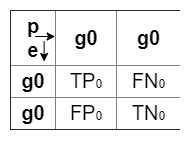 p → e ↓ g0 g0
g0 TP₀ FN₀
g0 FP₀ TN₀